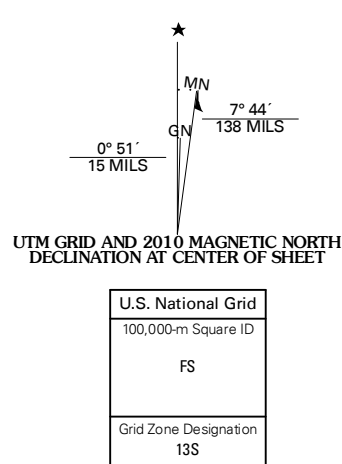 ★
MN
7° 44´
138 MILS
GN
0° 51´
15 MILS
UTM GRID AND 2010 MAGNETIC NORTH
DECLINATION AT CENTER OF SHEET
U.S. National Grid
100,000-m Square ID
FS
Grid Zone Designation
13S